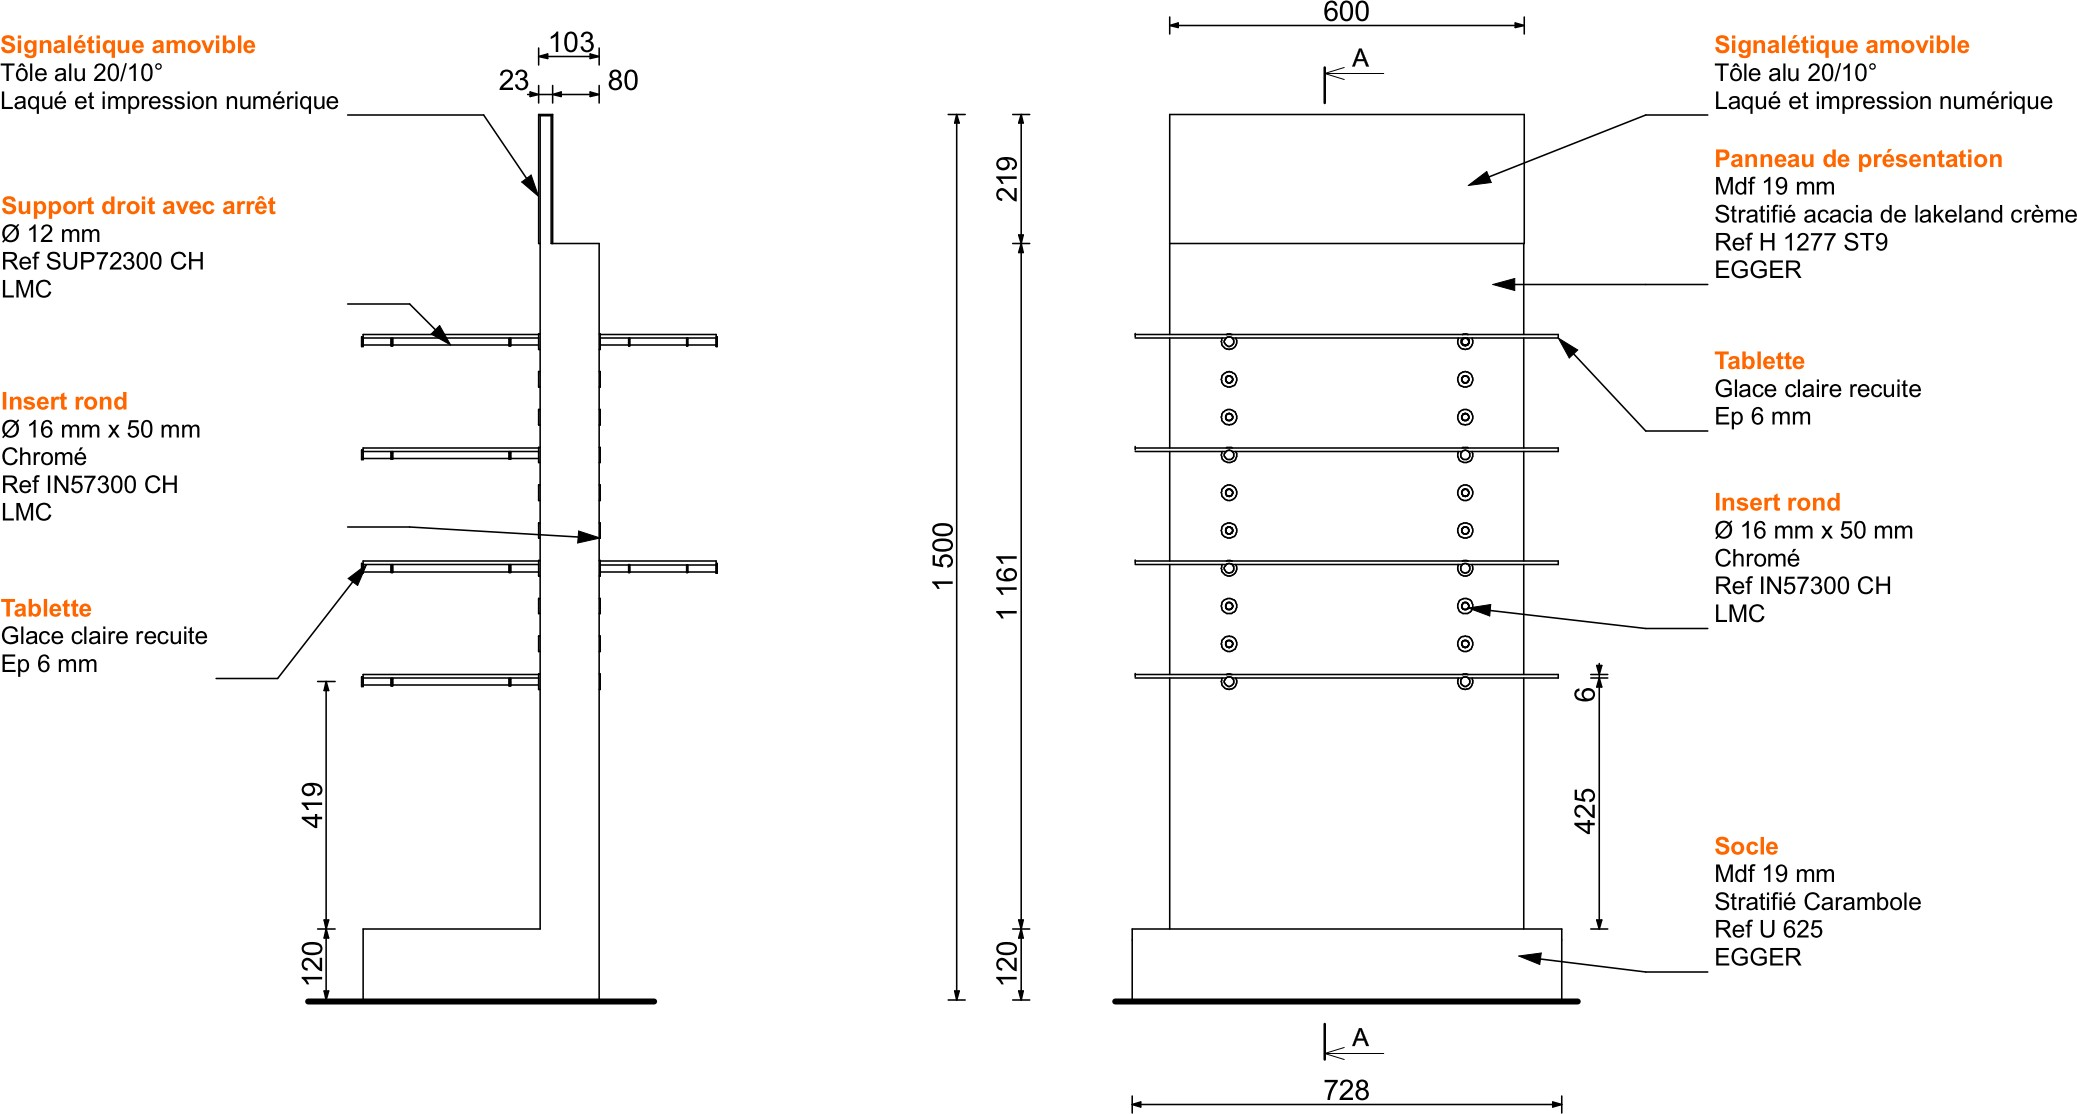 Signalétique amovible
Tôle alu 20/10°
Laqué et impression numérique
Support droit avec arrêt
Ø 12 mm
Ref SUP72300 CH
LMC
Insert rond
Ø 16 mm x 50 mm
Chromé
Ref IN57300 CH
LMC
Tablette
Glace claire recuite
Ep 6 mm
103
23
80
419
120
600
A
219
1 500
1 161
120
6
425
A
728
Signalétique amovible
Tôle alu 20/10°
Laqué et impression numérique
Panneau de présentation
Mdf 19 mm
Stratifié acacia de lakeland crème
Ref H 1277 ST9
EGGER
Tablette
Glace claire recuite
Ep 6 mm
Insert rond
Ø 16 mm x 50 mm
Chromé
Ref IN57300 CH
LMC
Socle
Mdf 19 mm
Stratifié Carambole
Ref U 625
EGGER